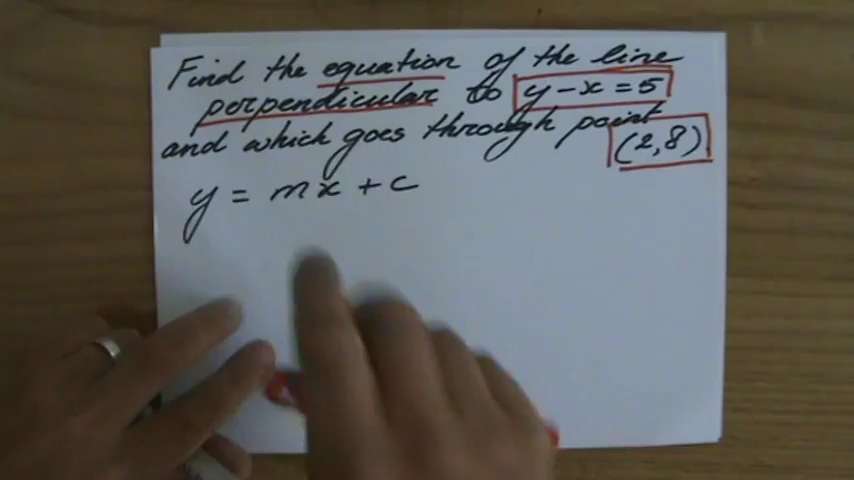 Find the equation of the line
perpendicular to y - x = 5
and which goes through point
(2,8)
y = mx + c